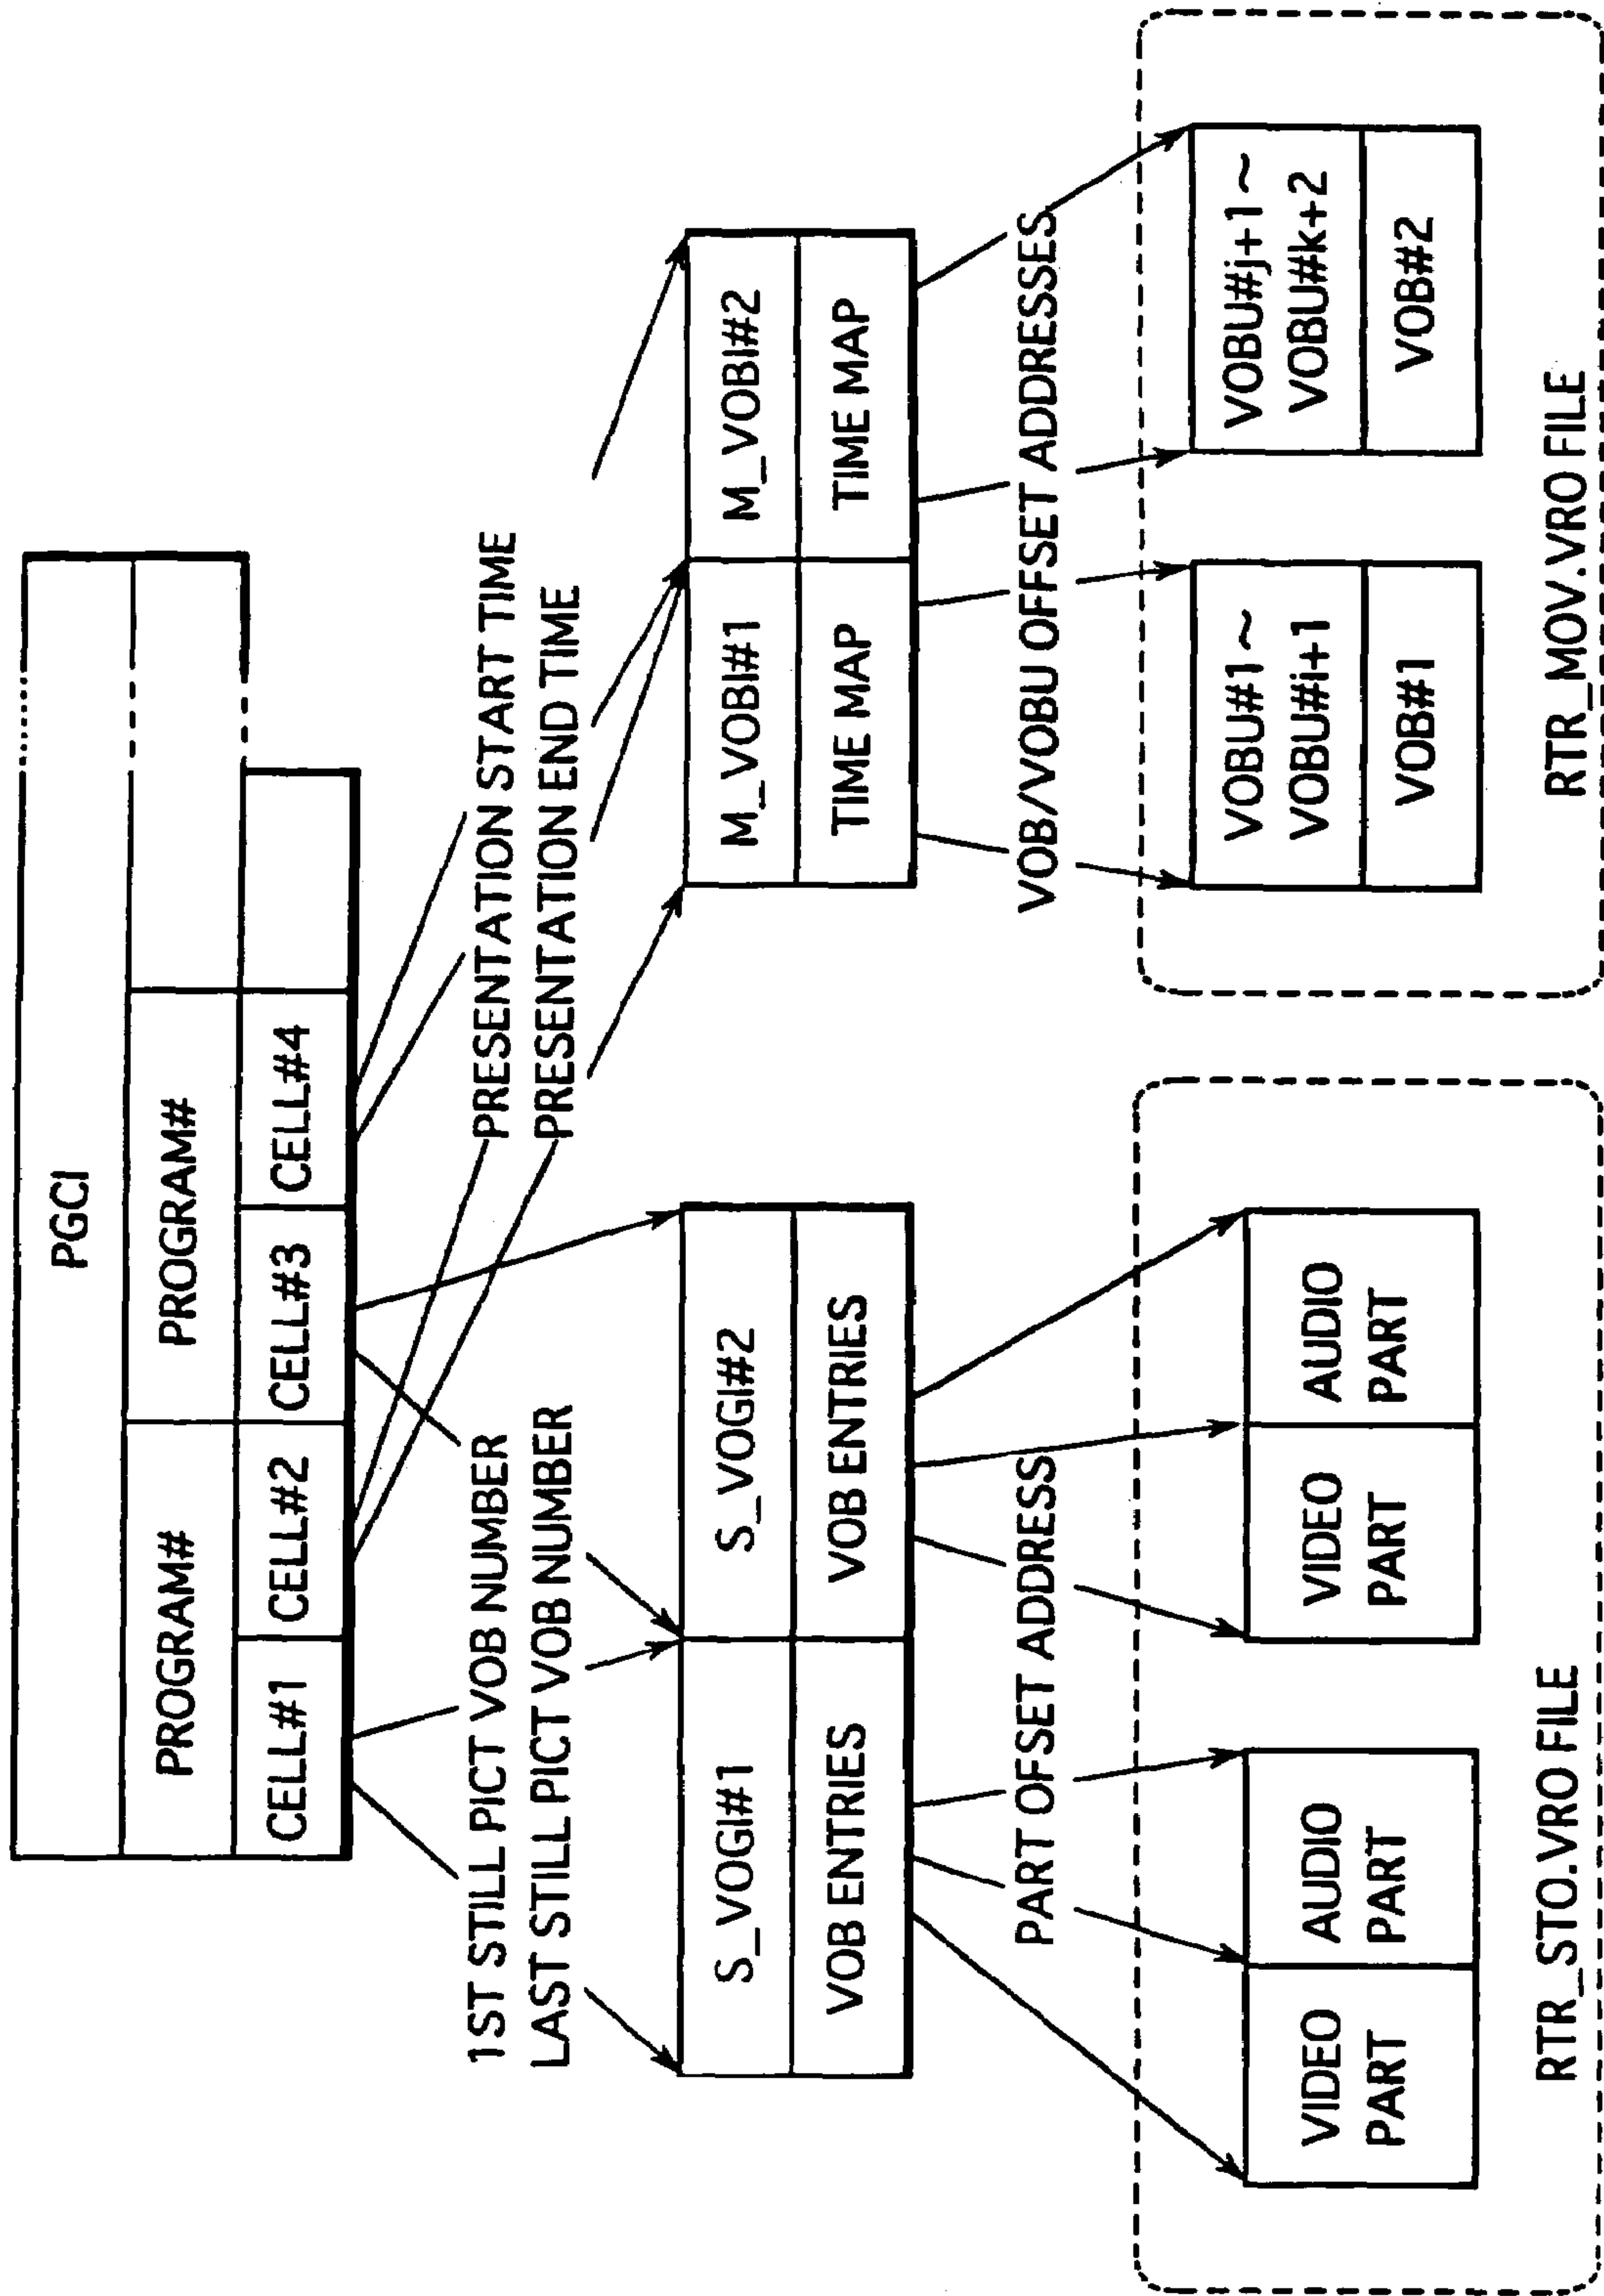 PGCI
PROGRAM#
PROGRAM#
CELL#1
CELL#2
CELL#3
CELL#4
1ST STILL PICT VOB NUMBER
LAST STILL PICT VOB NUMBER
PRESENTATION START TIME
PRESENTATION END TIME
S_VOGI#1
S_VOGI#2
VOB ENTRIES
VOB ENTRIES
M_VOBI#1
M_VOBI#2
TIME MAP
TIME MAP
PART OFFSET ADDRESS
VOB/VOBU OFFSET ADDRESSES
VIDEO
PART
AUDIO
PART
VIDEO
PART
AUDIO
PART
VOBU#1~
VOBU#i+1
VOB#1
VOBU#j+1~
VOBU#k+2
VOB#2
RTR_STO.VRO FILE
RTR_MOV.VRO FILE